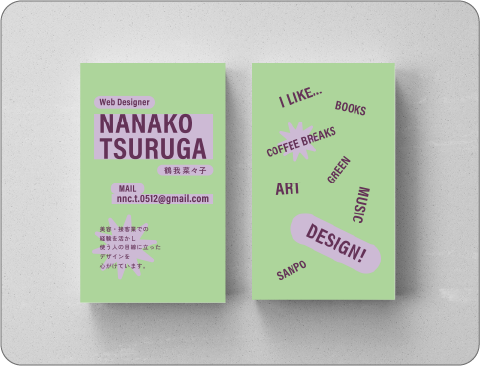 Web Designer
NANAKO
TSURUGA
鶴我菜々子
MAIL
nnc.t.0512@gmail.com
美容・接客業での
経験を活かし
使う人の目線に立った
デザインを
心がけています。
I LIKE...
BOOKS
COFFEE BREAKS
GREEN
ART
MUSIC
DESIGN!
SANPO